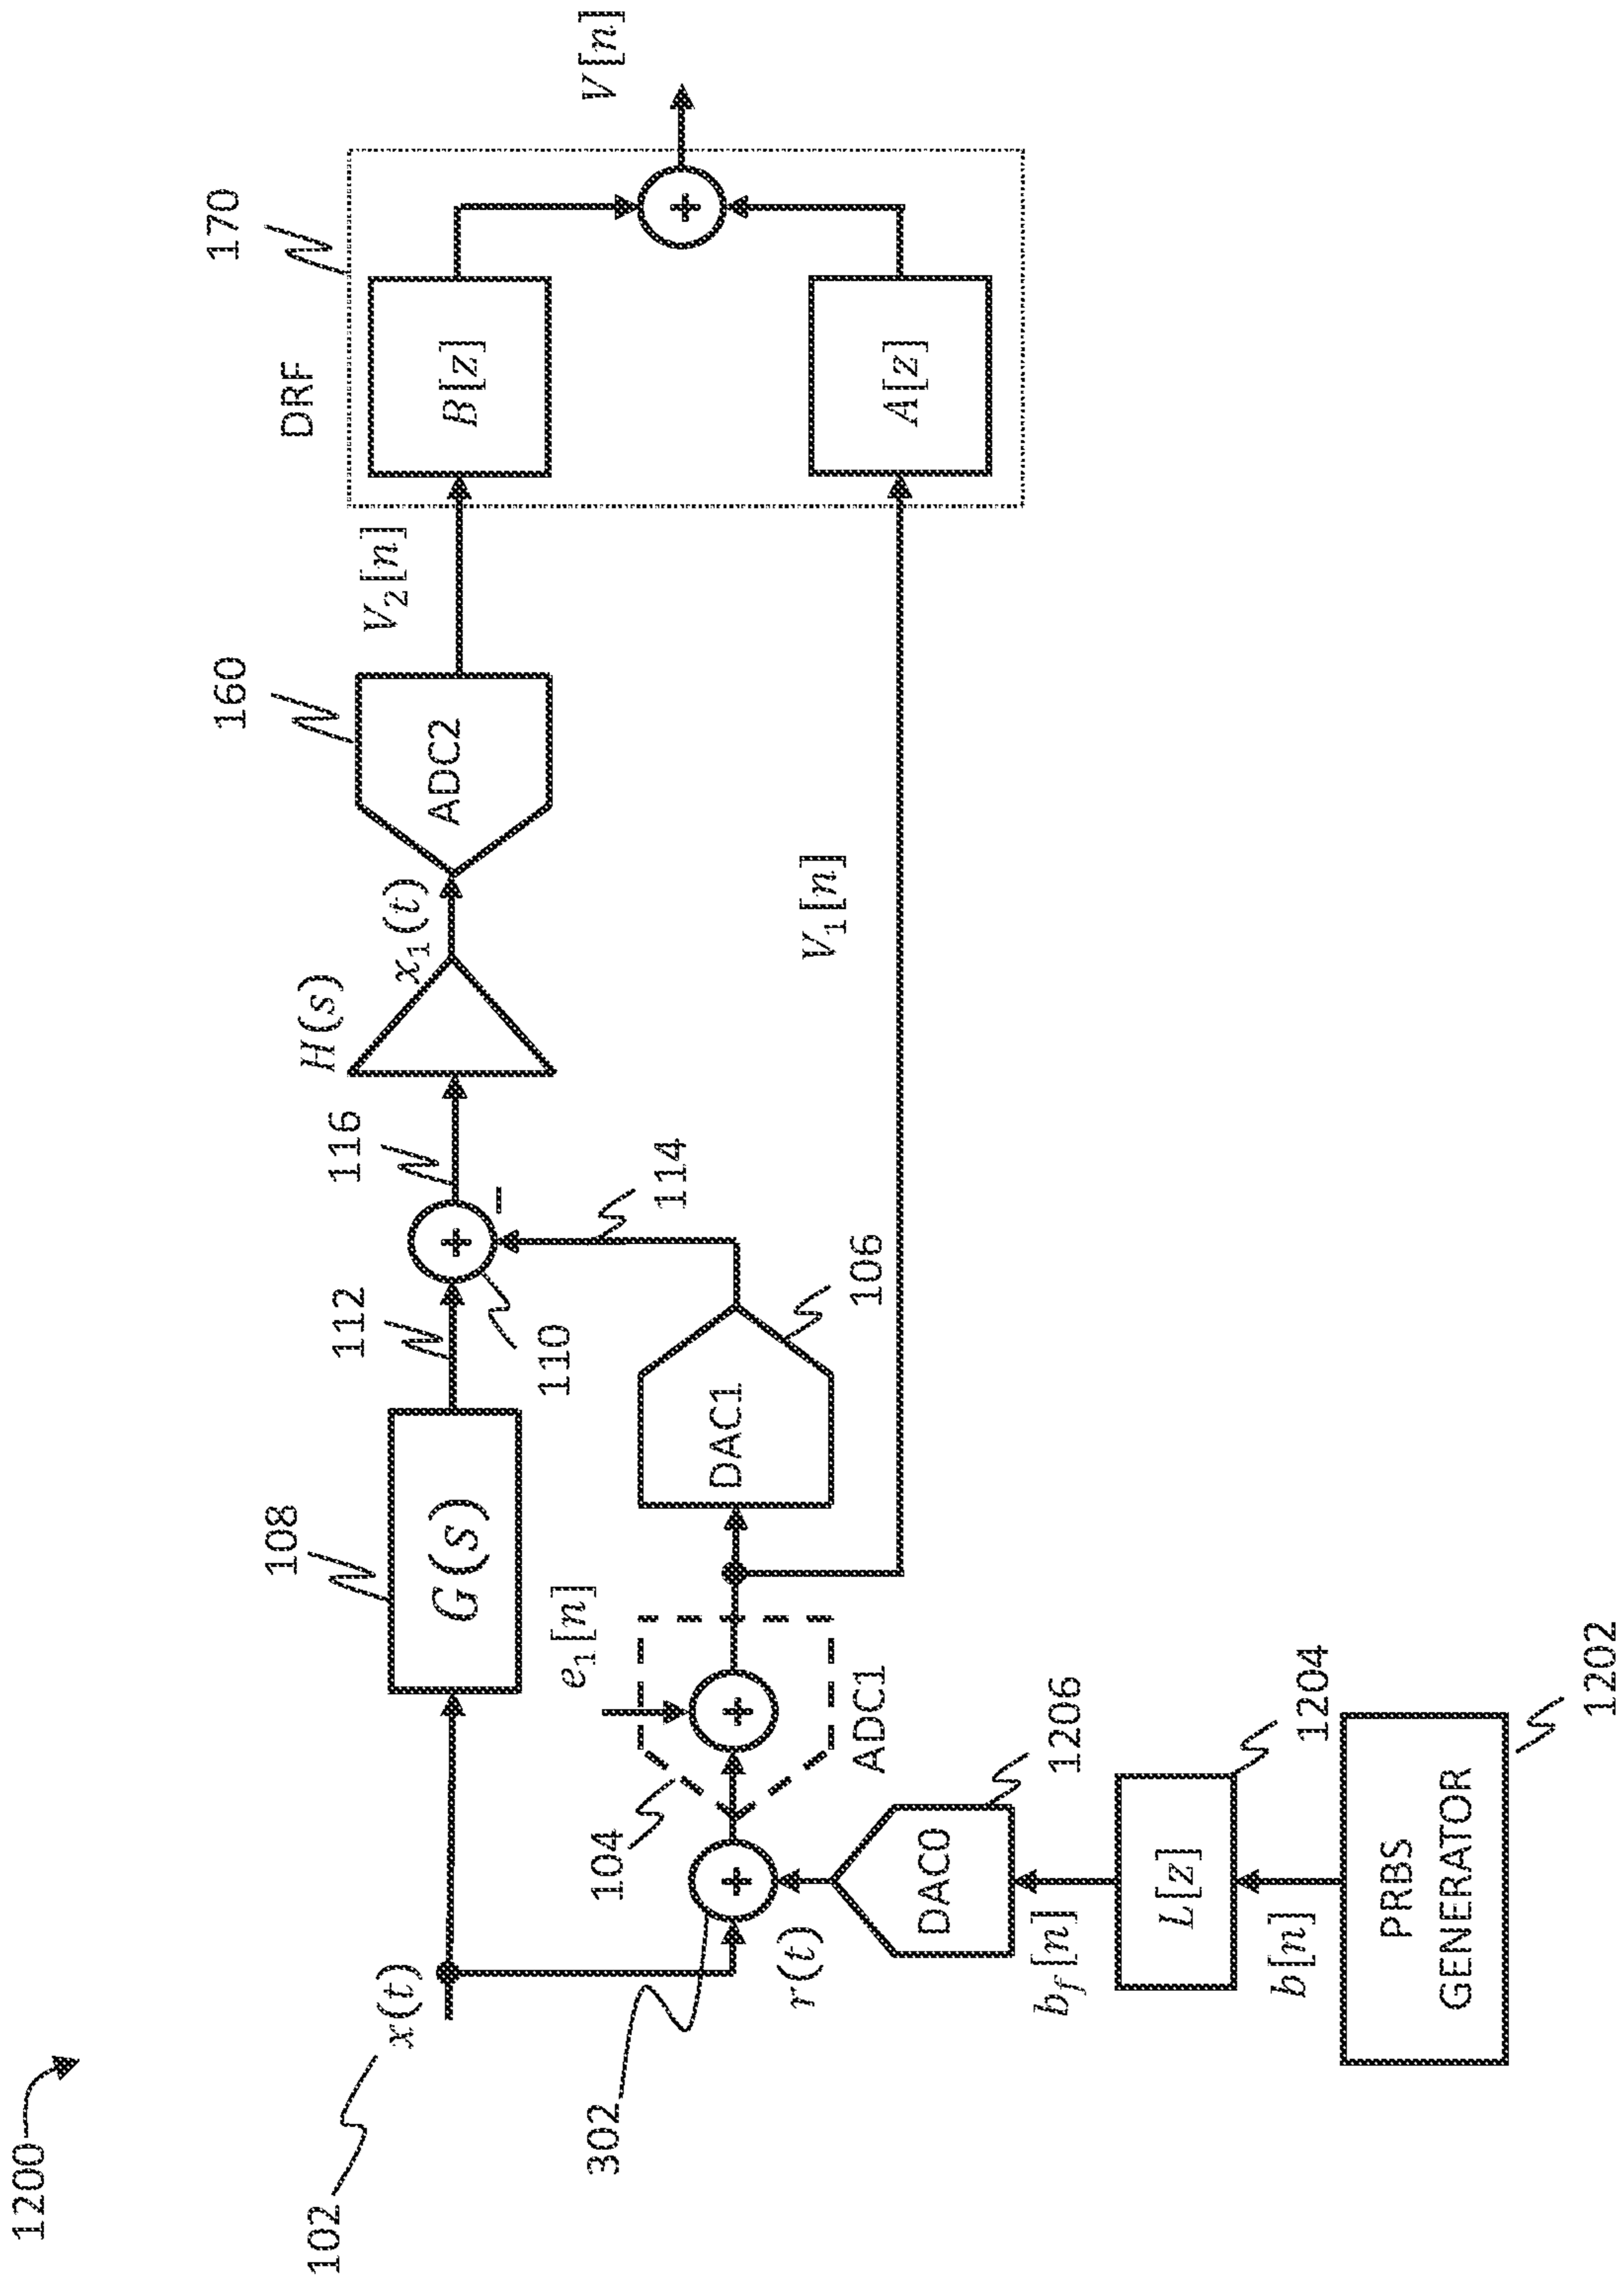 1200
102
x(t)
108
G(s)
112
110
116
H(s)
x₁(t)
160
ADC2
V₂[n]
DRF
170
B[z]
A[z]
V[n]
302
104
e₁[n]
ADC1
DAC1
106
114
V₁[n]
r(t)
DAC0
1206
b_f[n]
L[z]
1204
b[n]
PRBS
GENERATOR
1202
+
+
+
+
−